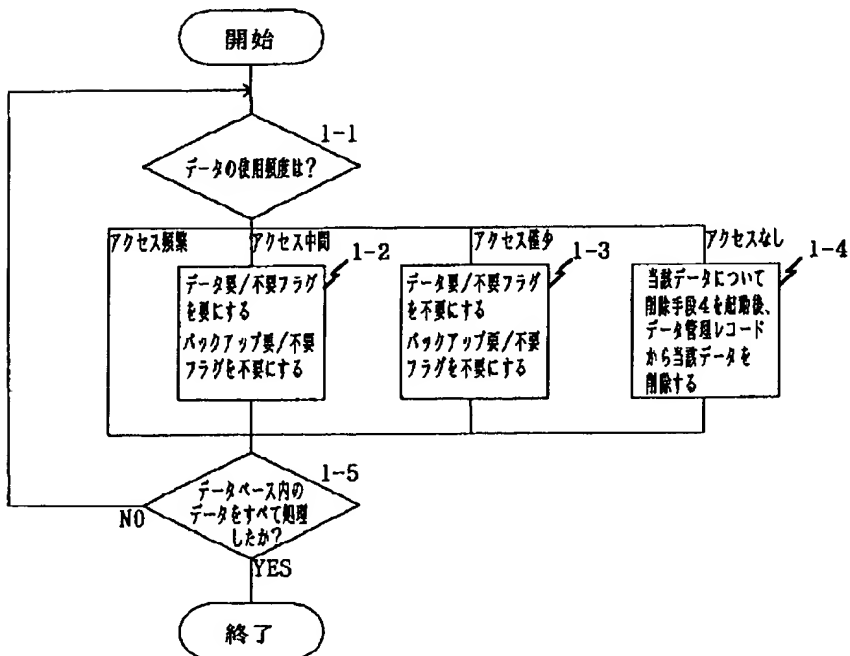 開始
1-1
データの使用頻度は?
アクセス頻繁
アクセス中間
アクセス僅少
アクセスなし
1-2
データ要/不要フラグ
を要にする
バックアップ要/不要
フラグを不要にする
1-3
データ要/不要フラグ
を不要にする
バックアップ要/不要
フラグを不要にする
1-4
当該データについて
削除手段4を起動後、
データ管理レコード
から当該データを
削除する
1-5
データベース内の
データをすべて処理
したか?
NO
YES
終了